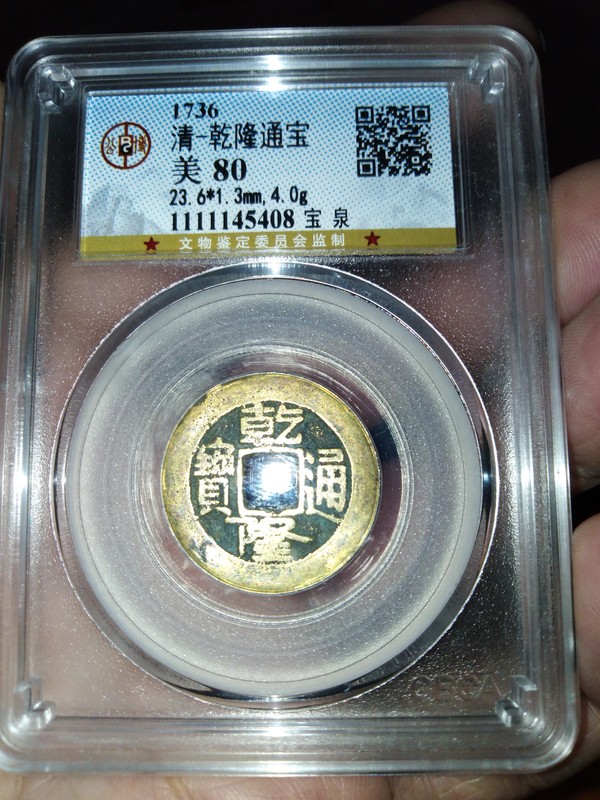 1736
清-乾隆通宝
美 80
23.6*1.3mm,4.0g
1111145408 宝 泉
★ 文物鉴定委员会监制 ★
乾隆通寶